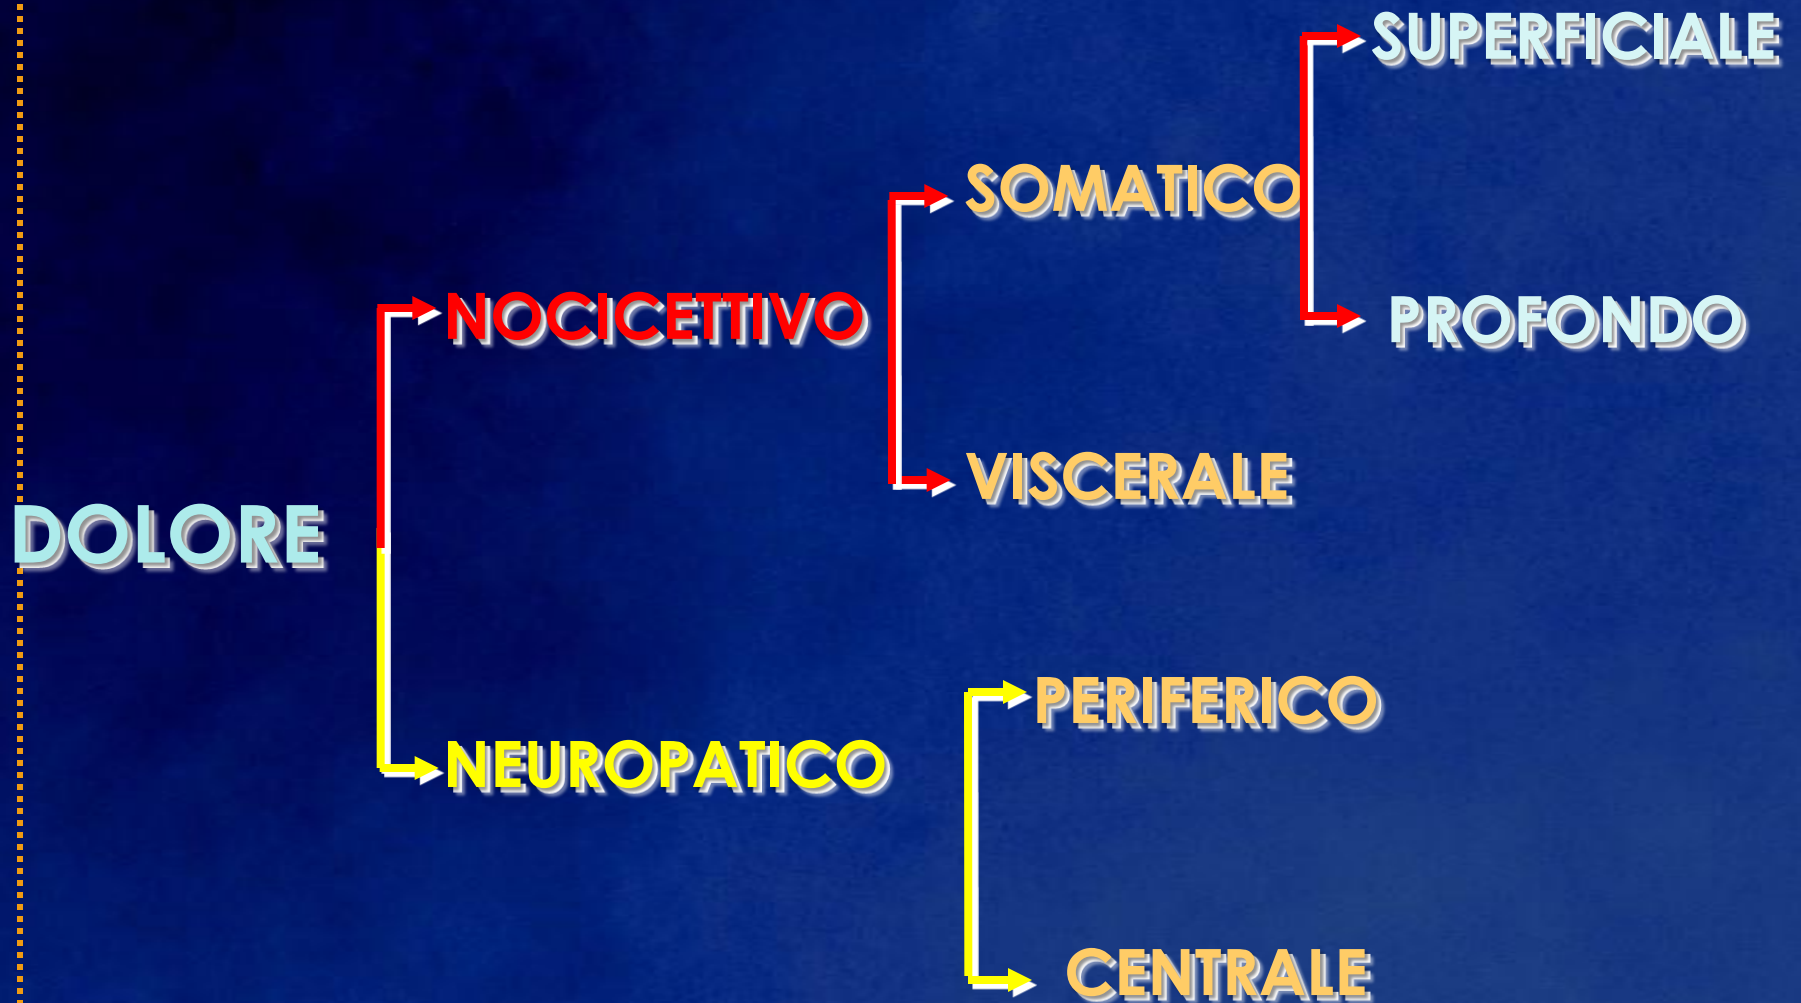 SUPERFICIALE
SOMATICO
NOCICETTIVO
PROFONDO
VISCERALE
DOLORE
PERIFERICO
NEUROPATICO
CENTRALE